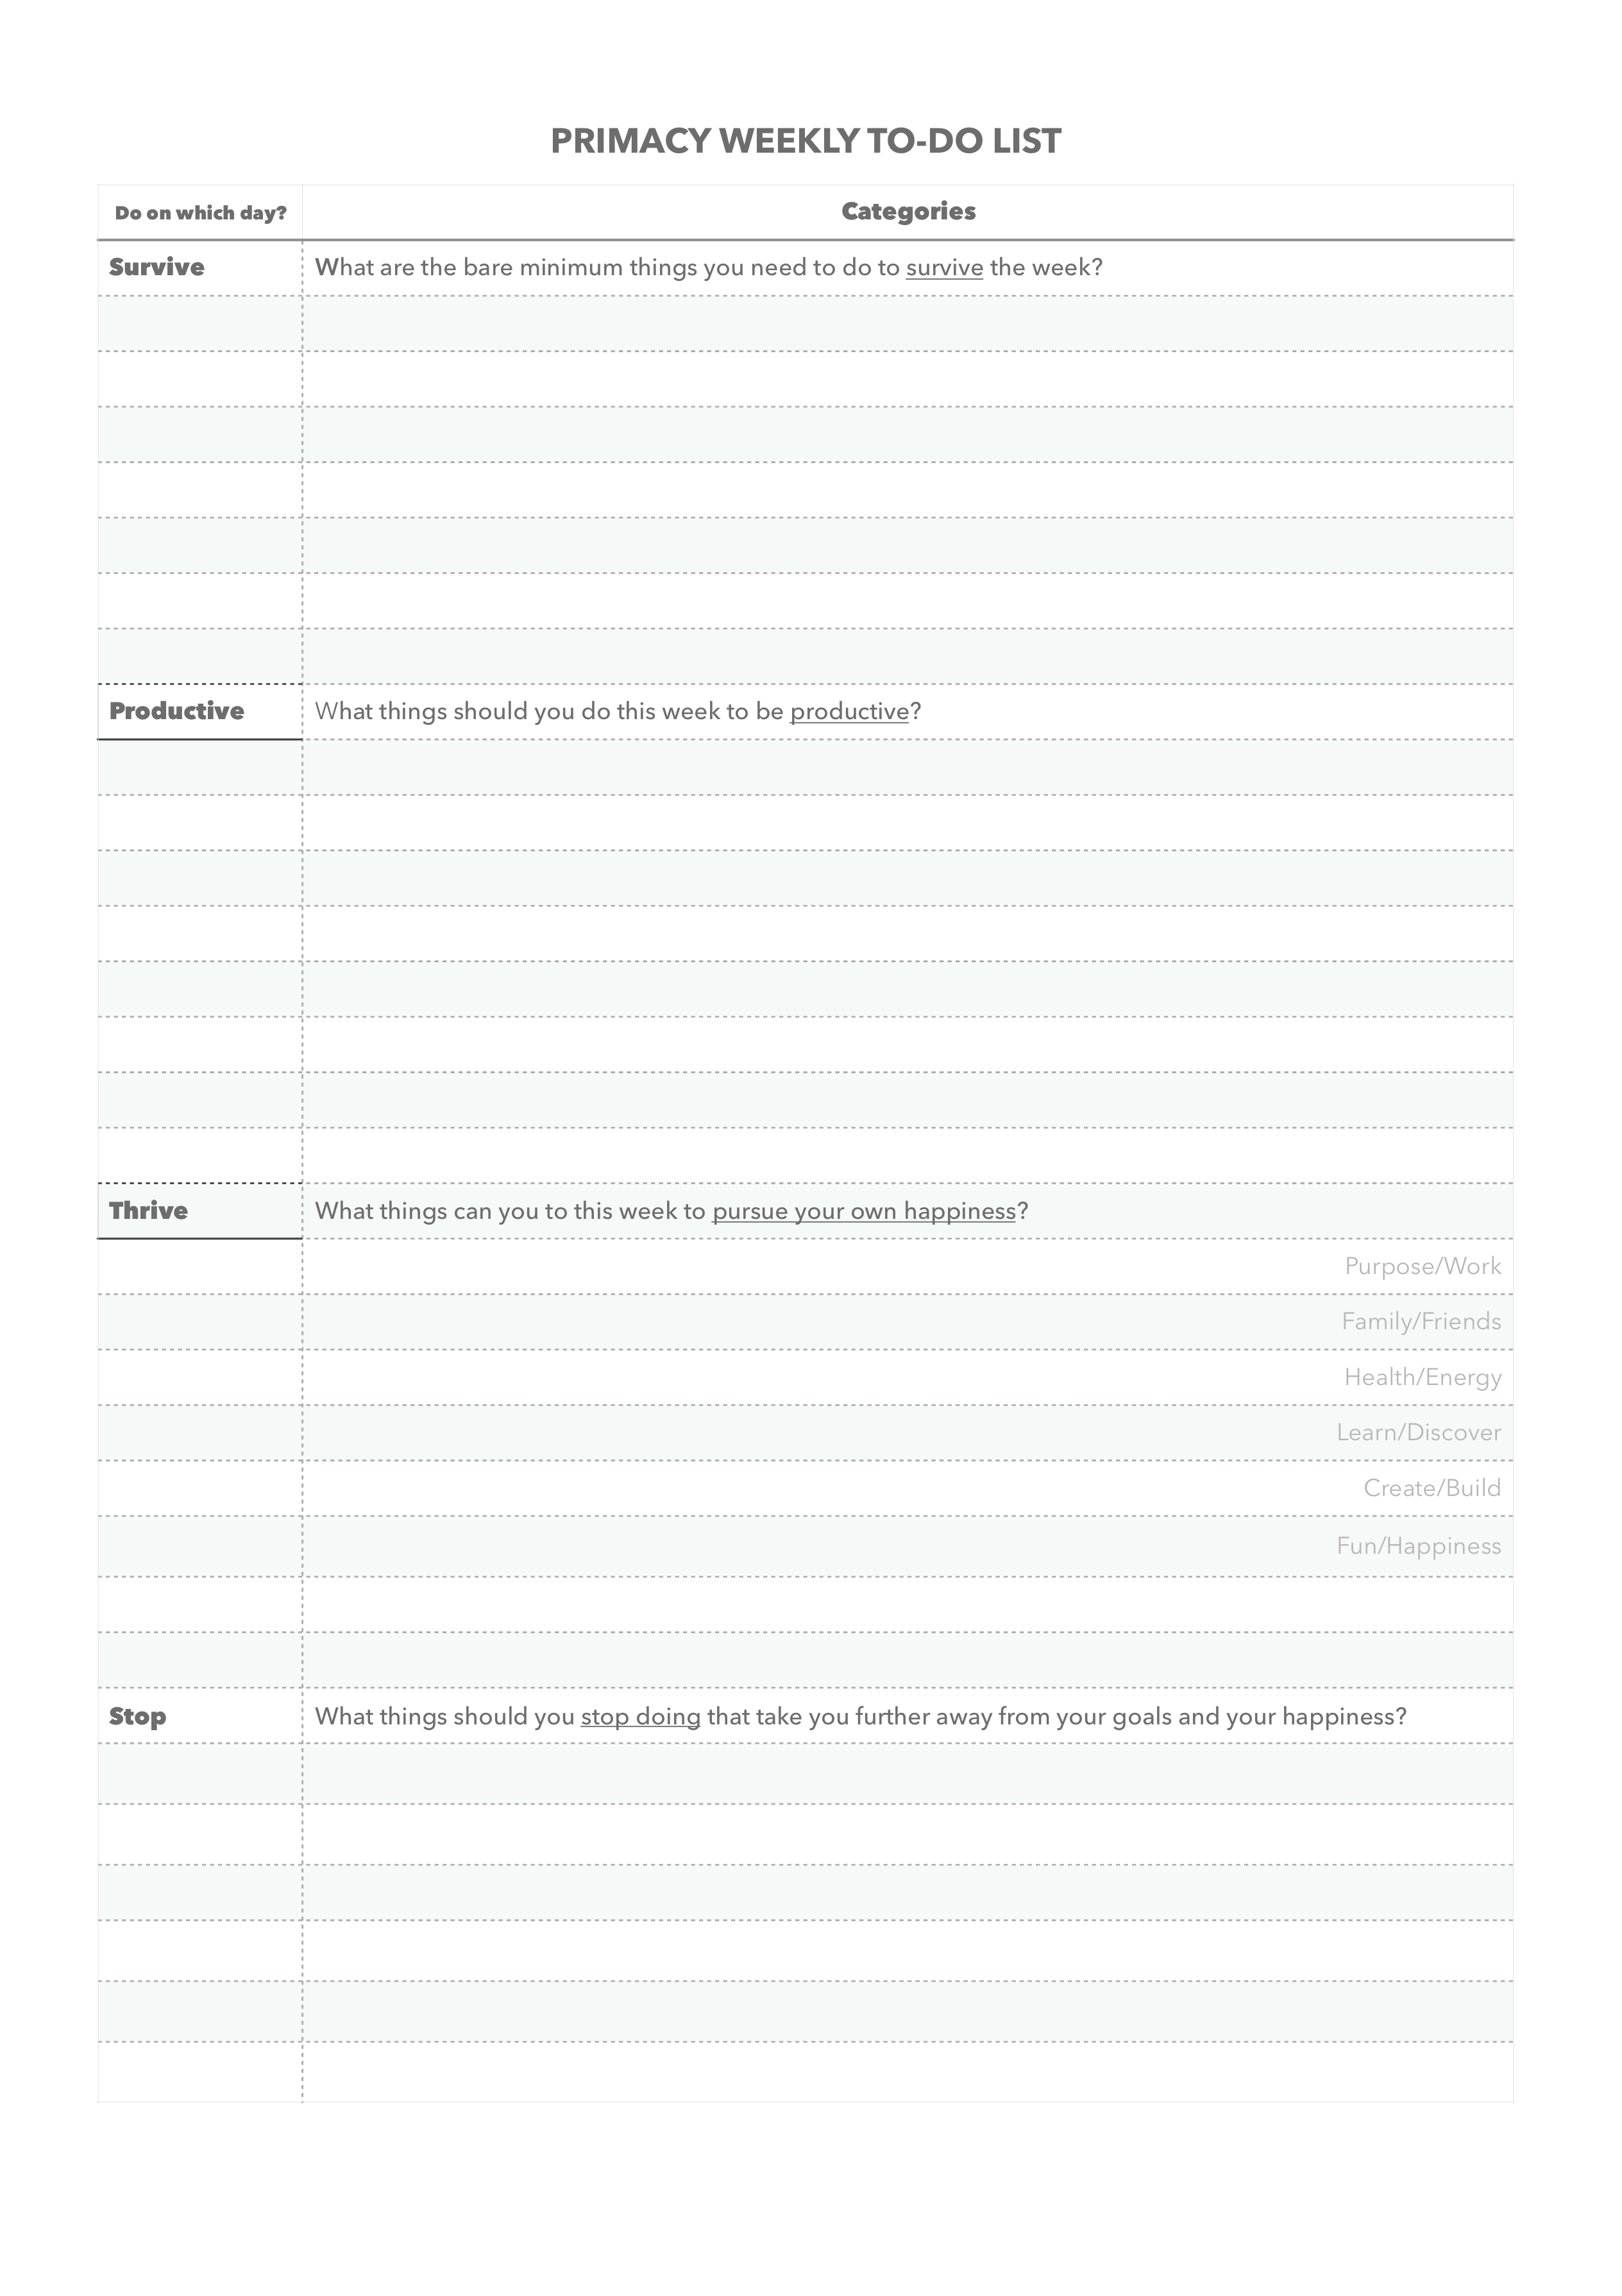 PRIMACY WEEKLY TO-DO LIST
Do on which day? Categories
Survive What are the bare minimum things you need to do to survive the week?
Productive What things should you do this week to be productive?
Thrive What things can you to this week to pursue your own happiness?
Purpose/Work
Family/Friends
Health/Energy
Learn/Discover
Create/Build
Fun/Happiness
Stop What things should you stop doing that take you further away from your goals and your happiness?